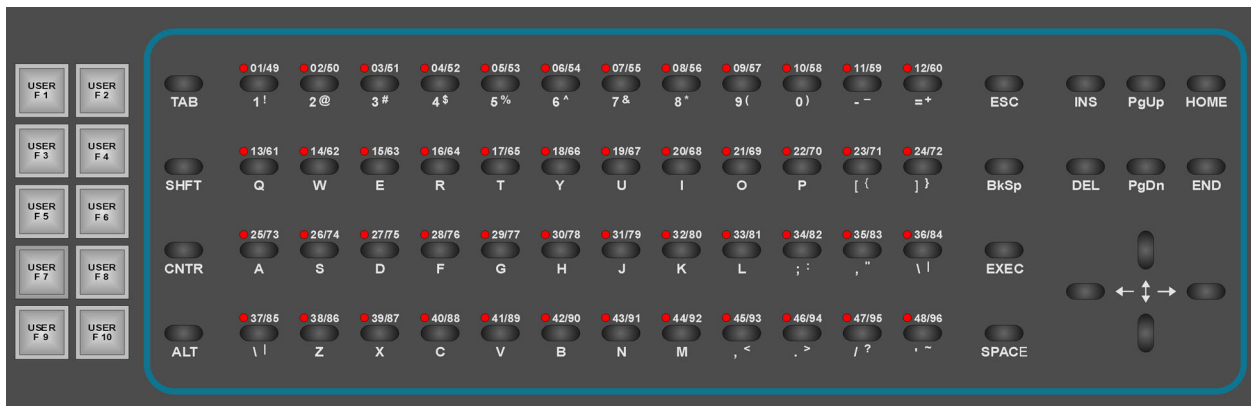 01/49 02/50 03/51 04/52 05/53 06/54 07/55 08/56 09/57 10/58 11/59 12/60
USER F 1 USER F 2 TAB 1 ! 2 @ 3 # 4 $ 5 % 6 ^ 7 & 8 * 9 ( 0 ) - – = + ESC INS PgUp HOME
13/61 14/62 15/63 16/64 17/65 18/66 19/67 20/68 21/69 22/70 23/71 24/72
USER F 3 USER F 4 SHFT Q W E R T Y U I O P [ { ] } BkSp DEL PgDn END
USER F 5 USER F 6
25/73 26/74 27/75 28/76 29/77 30/78 31/79 32/80 33/81 34/82 35/83 36/84
USER F 7 USER F 8 CNTR A S D F G H J K L ; : , " \ | EXEC
37/85 38/86 39/87 40/88 41/89 42/90 43/91 44/92 45/93 46/94 47/95 48/96
USER F 9 USER F 10 ALT \ | Z X C V B N M , < . > / ? ' ~ SPACE